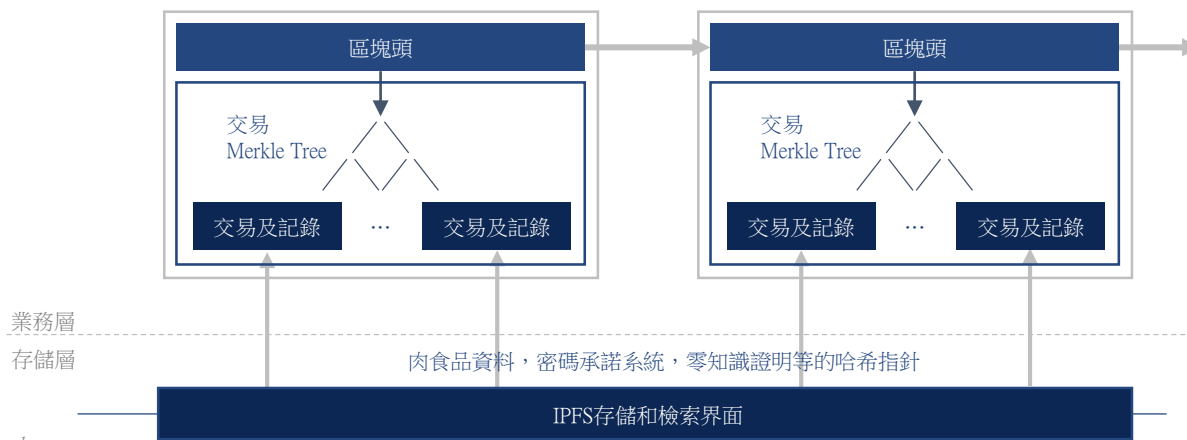 區塊頭
區塊頭
交易
Merkle Tree
交易
Merkle Tree
交易及記錄
...
交易及記錄
交易及記錄
...
交易及記錄
業務層
存儲層
肉食品資料，密碼承諾系統，零知識證明等的哈希指針
IPFS存儲和檢索界面